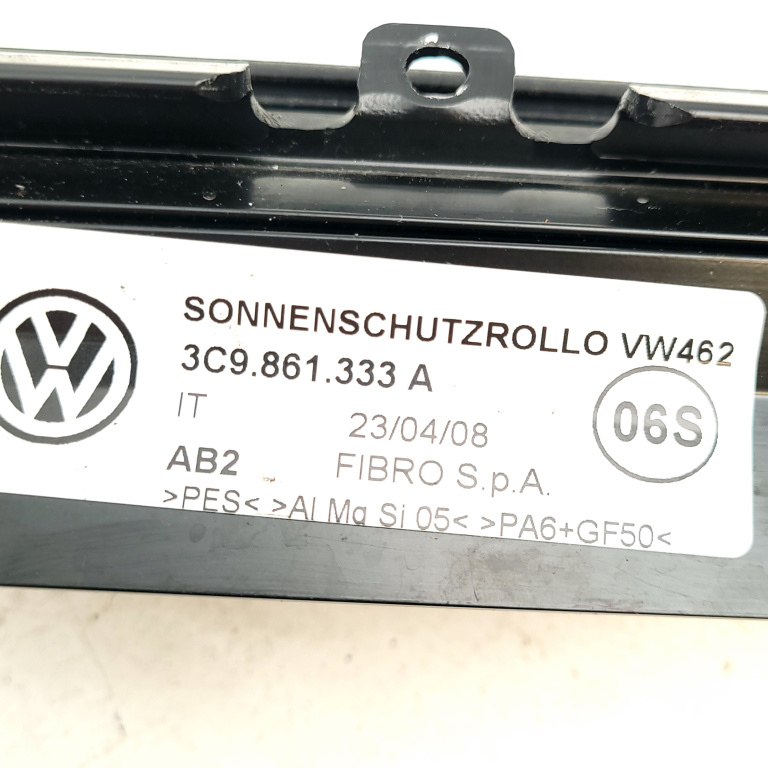 SONNENSCHUTZROLLO VW462
3C9.861.333 A
IT 23/04/08
06S
AB2 FIBRO S.p.A.
>PES< >Al Mg Si 05< >PA6+GF50<